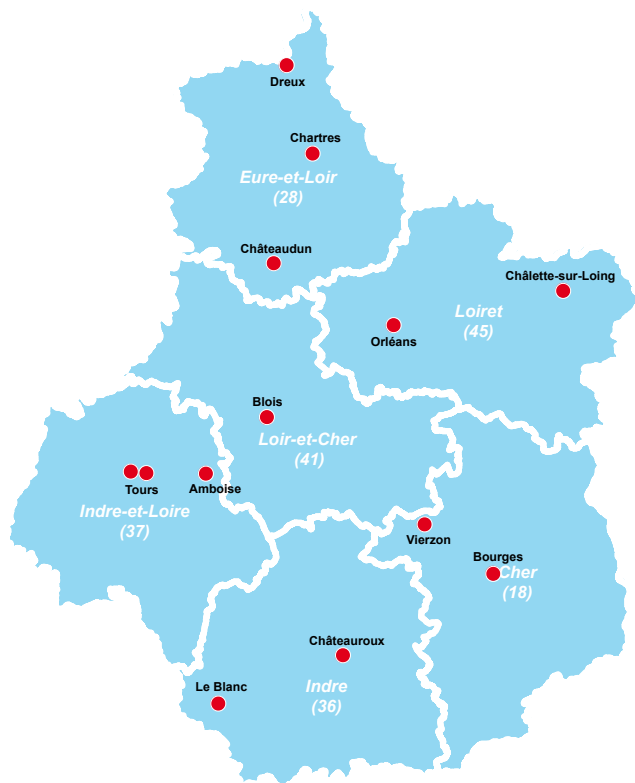 Dreux
Chartres
Eure-et-Loir
(28)
Châteaudun
Châlette-sur-Loing
Loiret
(45)
Orléans
Blois
Loir-et-Cher
(41)
Tours
Amboise
Indre-et-Loire
(37)
Vierzon
Bourges
Cher
(18)
Châteauroux
Le Blanc
Indre
(36)